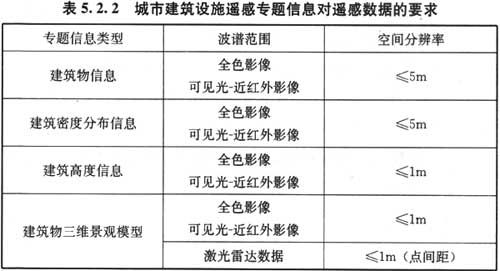 表 5. 2. 2 城市建筑设施遥感专题信息对遥感数据的要求
专题信息类型 波谱范围 空间分辨率
建筑物信息 全色影像 ≤5m
可见光-近红外影像
建筑密度分布信息 全色影像 ≤5m
可见光-近红外影像
建筑高度信息 全色影像 ≤1m
可见光-近红外影像
建筑物三维景观模型 全色影像 ≤1m
可见光-近红外影像
激光雷达数据 ≤1m（点间距）